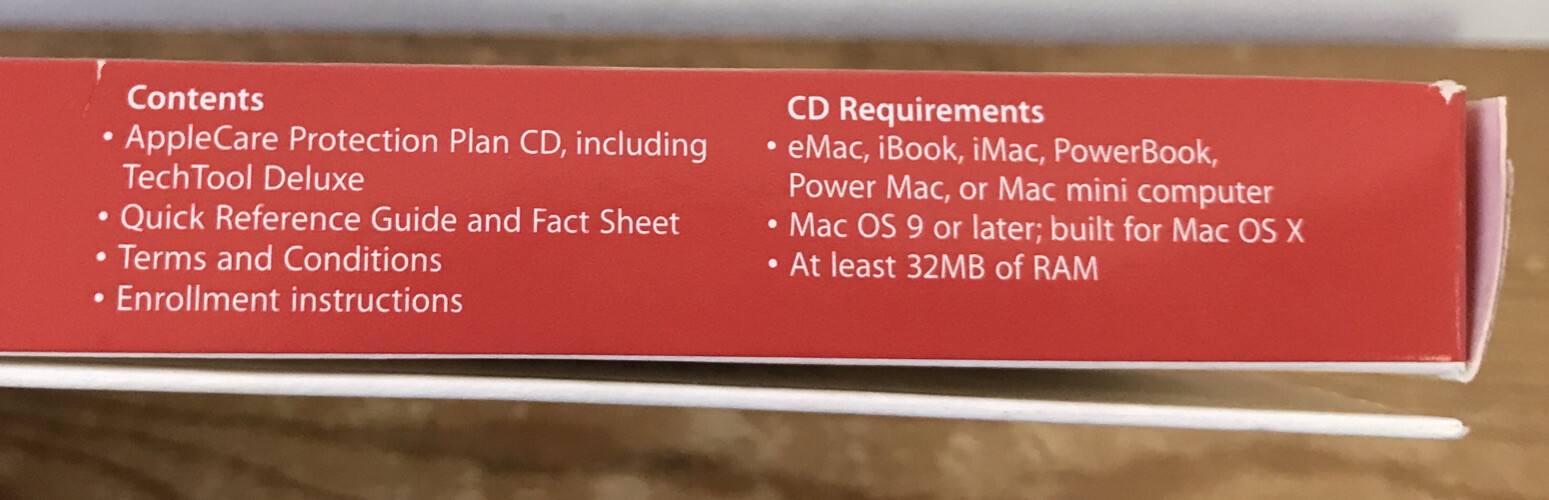 Contents
• AppleCare Protection Plan CD, including
TechTool Deluxe
• Quick Reference Guide and Fact Sheet
• Terms and Conditions
• Enrollment instructions
CD Requirements
• eMac, iBook, iMac, PowerBook,
Power Mac, or Mac mini computer
• Mac OS 9 or later; built for Mac OS X
• At least 32MB of RAM